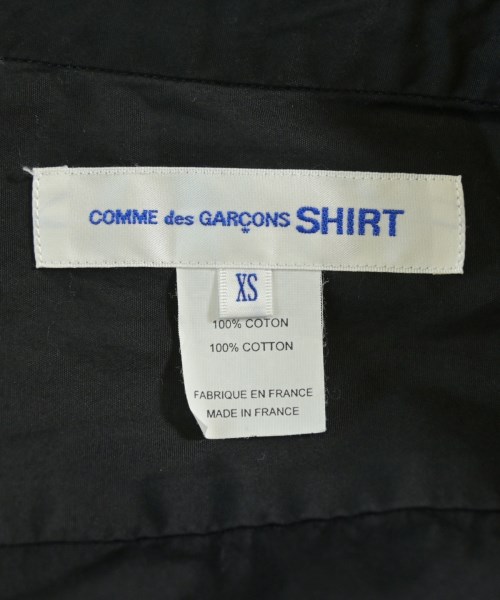 COMME des GARÇONS SHIRT
XS
100% COTON
100% COTTON
FABRIQUE EN FRANCE
MADE IN FRANCE